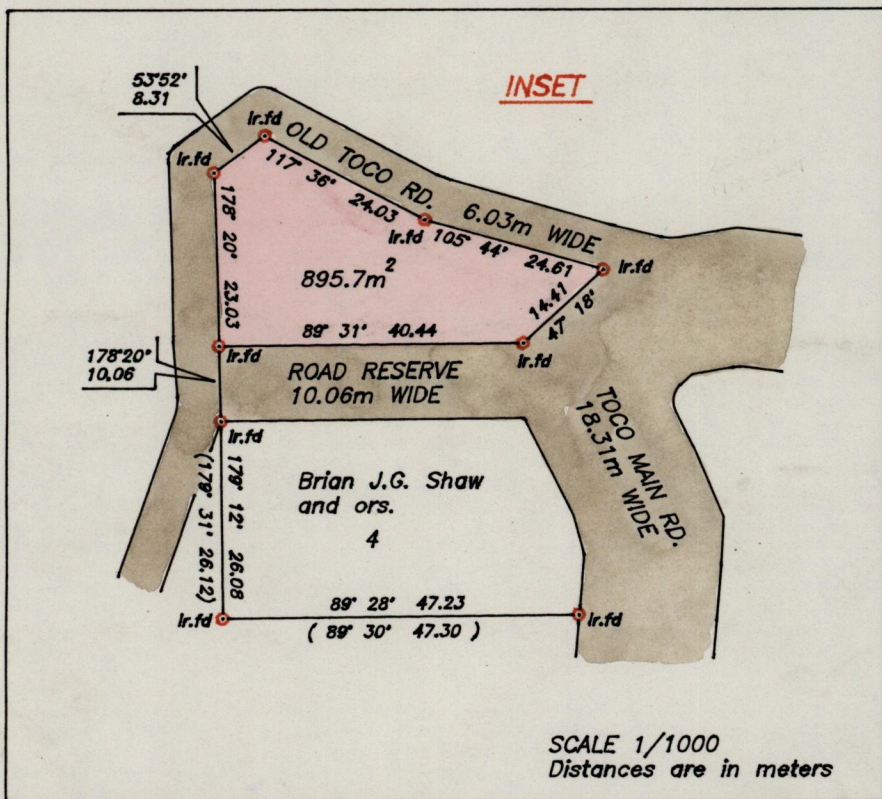 INSET
53°52'
8.31
Ir.fd
Ir.fd
OLD TOCO RD. 6.03m WIDE
117° 36' 24.03
Ir.fd
105° 44' 24.61
Ir.fd
178° 20' 23.03
895.7m²
14.41
47° 18'
89° 31' 40.44
Ir.fd
Ir.fd
178°20'
10.06
ROAD RESERVE
10.06m WIDE
TOCO MAIN RD.
18.31m WIDE
Ir.fd
179° 12' 26.08
(179° 31' 26.12)
Brian J.G. Shaw
and ors.
4
89° 28' 47.23
( 89° 30' 47.30 )
Ir.fd
Ir.fd
SCALE 1/1000
Distances are in meters